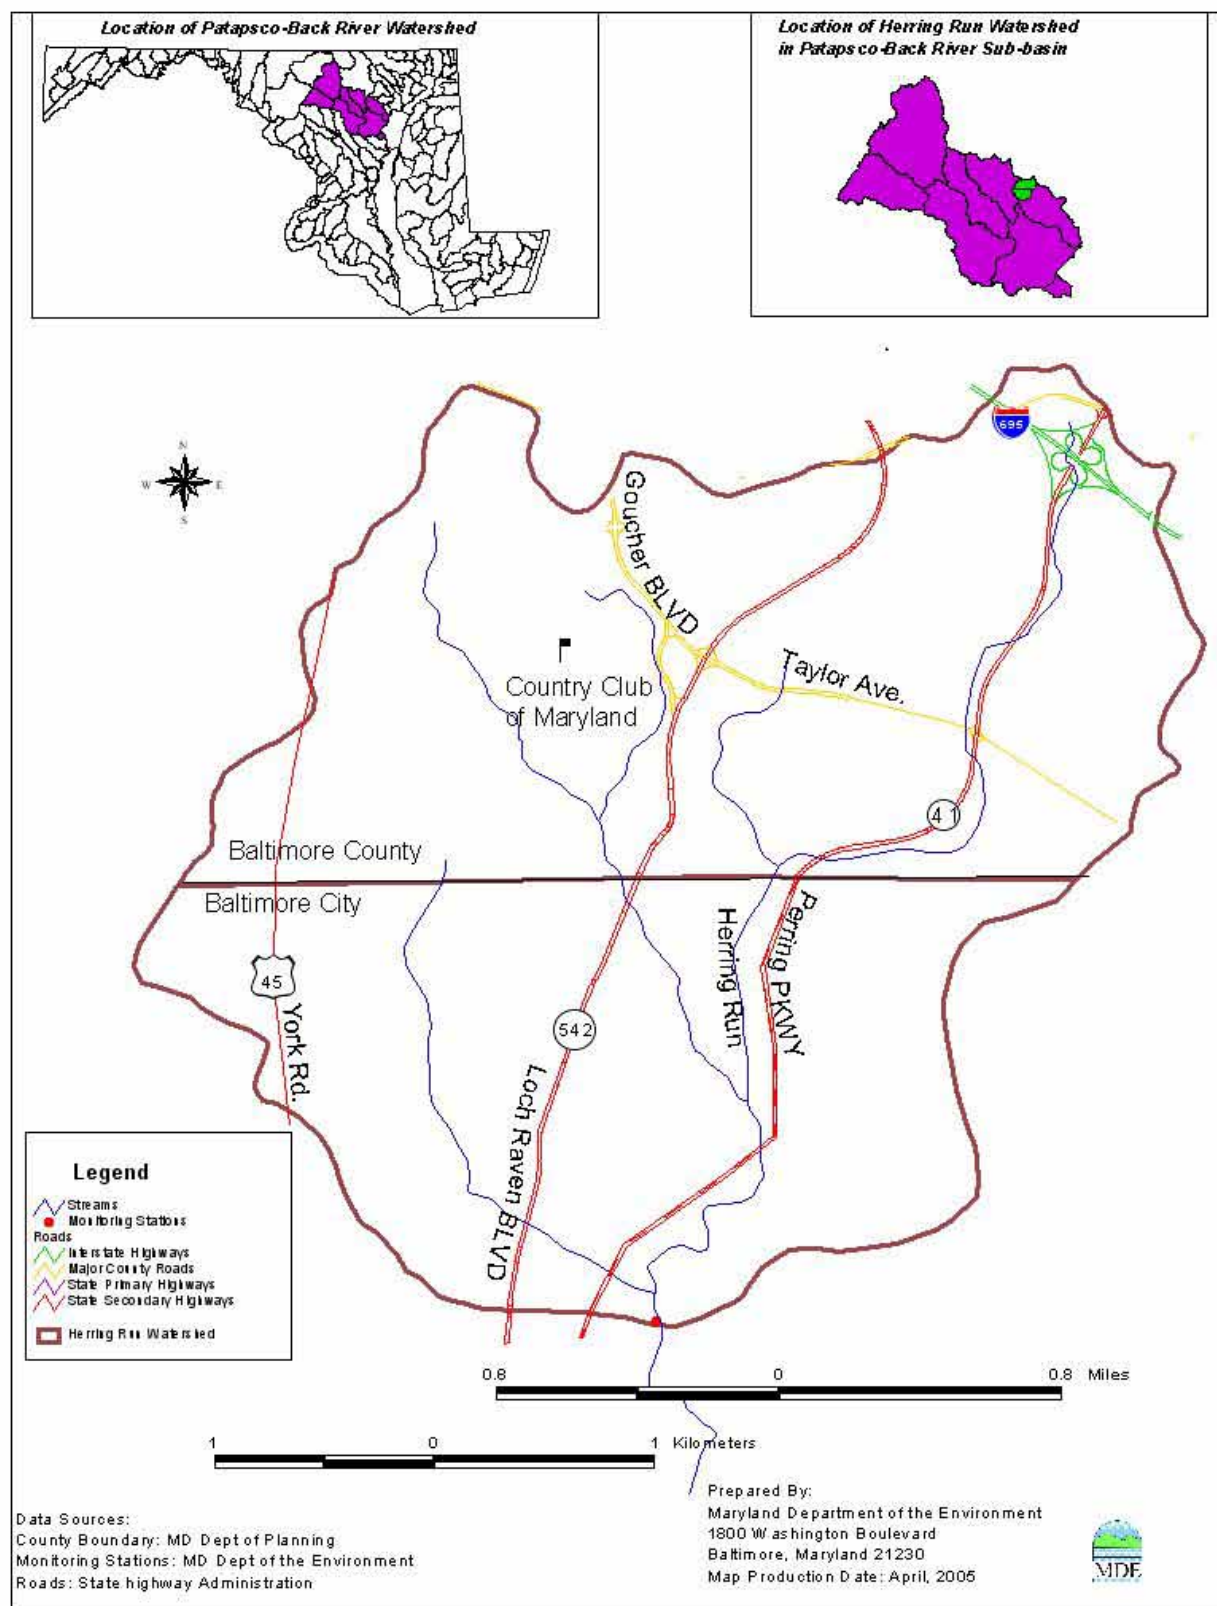 Location of Patapsco-Back River Watershed
Location of Herring Run Watershed
in Patapsco-Back River Sub-basin
695
N
W E
S
Goucher BLVD
Taylor Ave.
Country Club
of Maryland
41
Baltimore County
Baltimore City
Herring Run
Perring PKWY
45
York Rd.
542
Loch Raven BLVD
Legend
Streams
Monitoring Stations
Roads
Interstate Highways
Major County Roads
State Primary Highways
State Secondary Highways
Herring Run Watershed
0.8 0 0.8 Miles
1 0 1 Kilometers
Data Sources:
County Boundary: MD Dept of Planning
Monitoring Stations: MD Dept of the Environment
Roads: State highway Administration
Prepared By:
Maryland Department of the Environment
1800 Washington Boulevard
Baltimore, Maryland 21230
Map Production Date: April, 2005
MDE